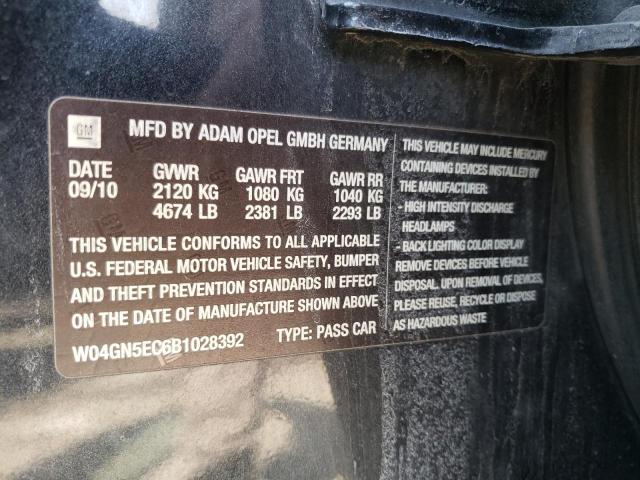 GM
MFD BY ADAM OPEL GMBH GERMANY
DATE GVWR GAWR FRT GAWR RR
09/10 2120 KG 1080 KG 1040 KG
4674 LB 2381 LB 2293 LB
THIS VEHICLE CONFORMS TO ALL APPLICABLE
U.S. FEDERAL MOTOR VEHICLE SAFETY, BUMPER
AND THEFT PREVENTION STANDARDS IN EFFECT
ON THE DATE OF MANUFACTURE SHOWN ABOVE
W04GN5EC6B1028392 TYPE: PASS CAR
THIS VEHICLE MAY INCLUDE MERCURY
CONTAINING DEVICES INSTALLED BY
THE MANUFACTURER:
- HIGH INTENSITY DISCHARGE
HEADLAMPS
- BACK LIGHTING COLOR DISPLAY
REMOVE DEVICES BEFORE VEHICLE
DISPOSAL. UPON REMOVAL OF DEVICES,
PLEASE REUSE, RECYCLE OR DISPOSE
AS HAZARDOUS WASTE